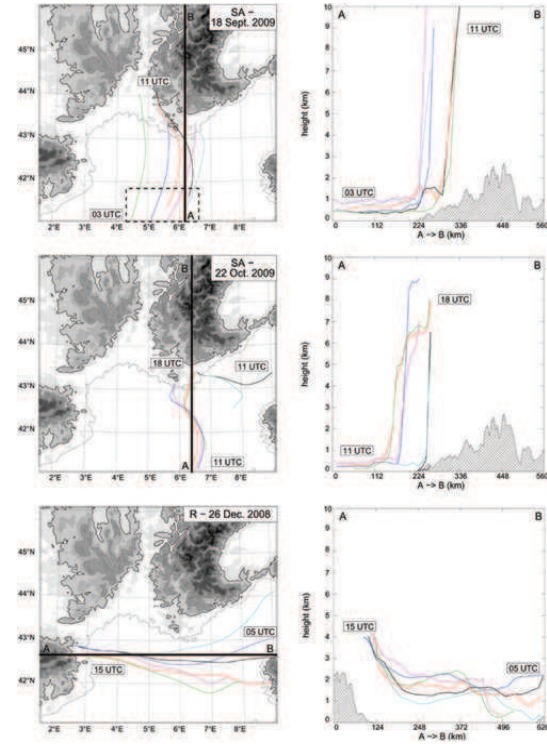 SA –
18 Sept. 2009
B
11 UTC
45°N
44°N
43°N
42°N
41°N
03 UTC
A
2°E 3°E 4°E 5°E 6°E 7°E 8°E
A B
11 UTC
height (km)
10
9
8
7
6
5
4
3
2
1
0
03 UTC
0 112 224 336 448 560
A –> B (km)
SA –
22 Oct. 2009
B
18 UTC
11 UTC
45°N
44°N
43°N
42°N
41°N
A
11 UTC
2°E 3°E 4°E 5°E 6°E 7°E 8°E
A B
18 UTC
height (km)
10
9
8
7
6
5
4
3
2
1
0
11 UTC
0 112 224 336 448 560
A –> B (km)
R – 26 Dec. 2008
45°N
44°N
43°N
42°N
05 UTC
A B
15 UTC
2°E 3°E 4°E 5°E 6°E 7°E 8°E
A B
height (km)
10
9
8
7
6
5
4
3
2
1
0
15 UTC
05 UTC
0 124 248 372 496 620
A –> B (km)